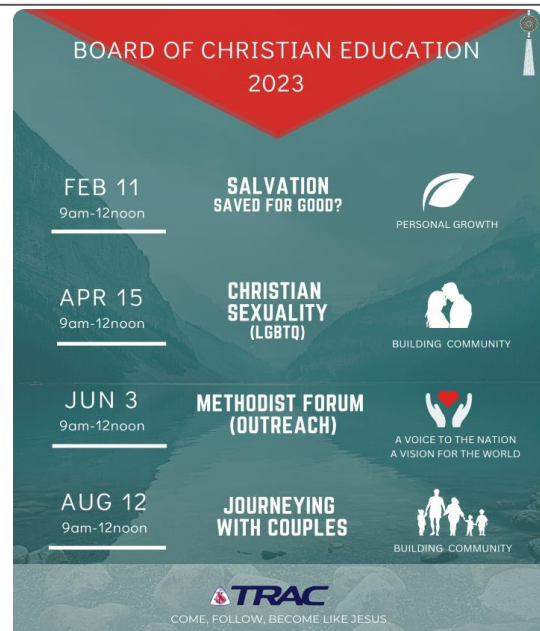 BOARD OF CHRISTIAN EDUCATION
2023
FEB 11
9am-12noon
SALVATION
SAVED FOR GOOD?
PERSONAL GROWTH
APR 15
9am-12noon
CHRISTIAN
SEXUALITY
(LGBTQ)
BUILDING COMMUNITY
JUN 3
9am-12noon
METHODIST FORUM
(OUTREACH)
A VOICE TO THE NATION
A VISION FOR THE WORLD
AUG 12
9am-12noon
JOURNEYING
WITH COUPLES
BUILDING COMMUNITY
TRAC
COME, FOLLOW, BECOME LIKE JESUS